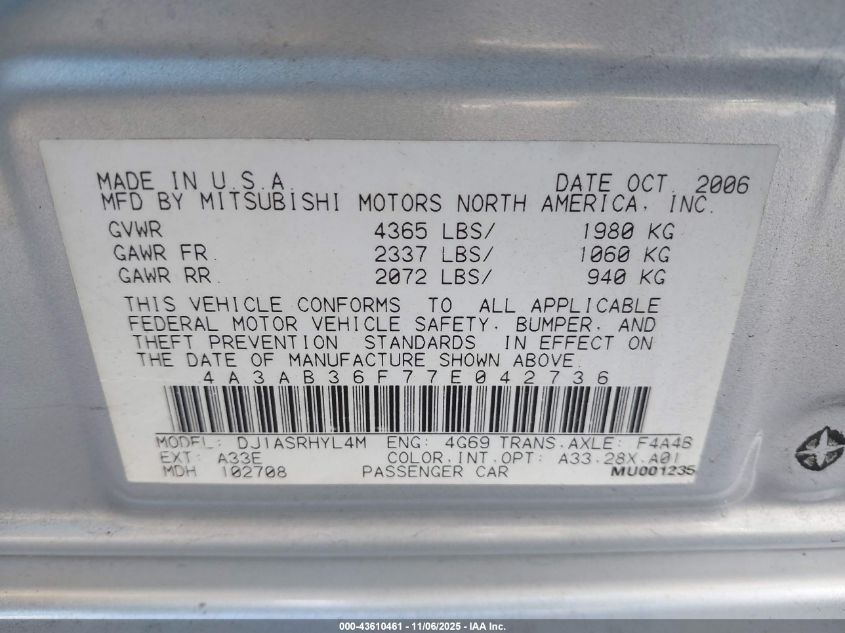 MADE IN U.S.A. DATE OCT. 2006
MFD BY MITSUBISHI MOTORS NORTH AMERICA, INC.
GVWR 4365 LBS/ 1980 KG
GAWR FR. 2337 LBS/ 1060 KG
GAWR RR 2072 LBS/ 940 KG
THIS VEHICLE CONFORMS TO ALL APPLICABLE
FEDERAL MOTOR VEHICLE SAFETY, BUMPER, AND
THEFT PREVENTION STANDARDS IN EFFECT ON
THE DATE OF MANUFACTURE SHOWN ABOVE.
4A3AB36F77E042736
MODEL: DJ1ASRHYL4M ENG: 4G69 TRANS.AXLE: F4A4B
EXT: A33E COLOR.INT.OPT: A33.28X.A01
MDH 102708 PASSENGER CAR MU001235
000-43610461 - 11/06/2025 - IAA Inc.